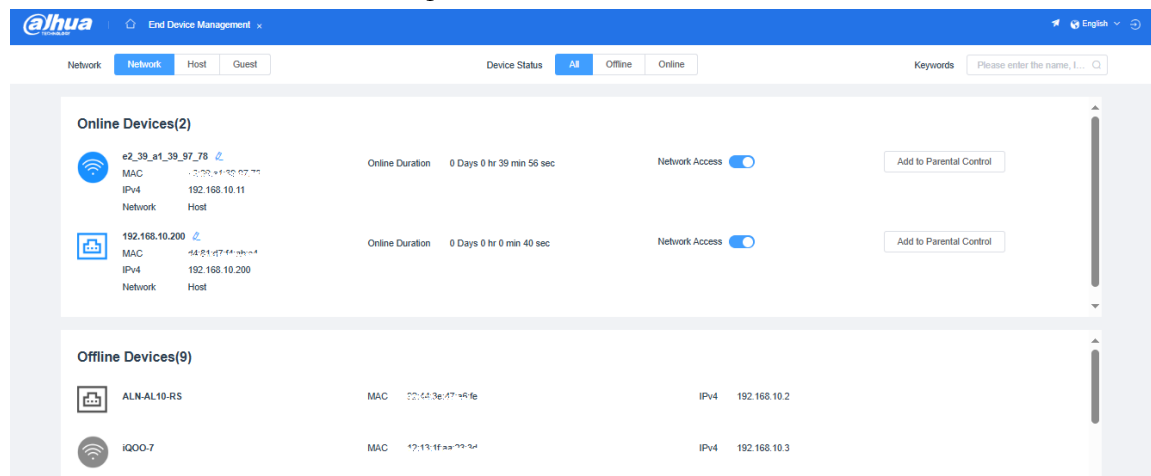 alhua TECHNOLOGY End Device Management × English
Network Network Host Guest Device Status All Offline Online Keywords Please enter the name, I...
Online Devices(2)
e2_39_a1_39_97_78
MAC
Online Duration 0 Days 0 hr 39 min 56 sec Network Access Add to Parental Control
IPv4 192.168.10.11
Network Host
192.168.10.200
MAC
Online Duration 0 Days 0 hr 0 min 40 sec Network Access Add to Parental Control
IPv4 192.168.10.200
Network Host
Offline Devices(9)
ALN-AL10-RS MAC IPv4 192.168.10.2
iQOO-7 MAC IPv4 192.168.10.3